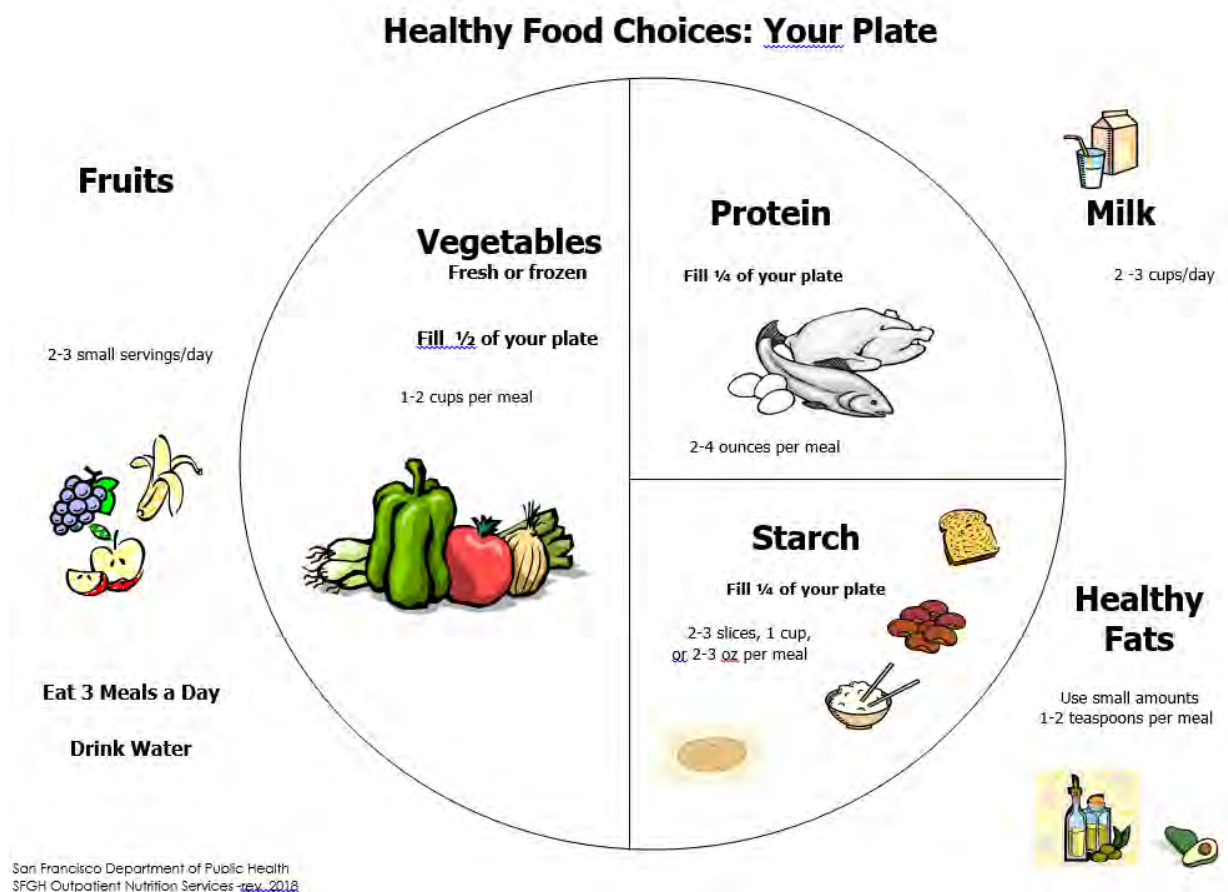 Healthy Food Choices: Your Plate
Fruits
2-3 small servings/day
Eat 3 Meals a Day
Drink Water
Vegetables
Fresh or frozen
Fill ½ of your plate
1-2 cups per meal
Protein
Fill ¼ of your plate
2-4 ounces per meal
Starch
Fill ¼ of your plate
2-3 slices, 1 cup,
or 2-3 oz per meal
Milk
2 -3 cups/day
Healthy
Fats
Use small amounts
1-2 teaspoons per meal
San Francisco Department of Public Health
SFGH Outpatient Nutrition Services -rev. 2018